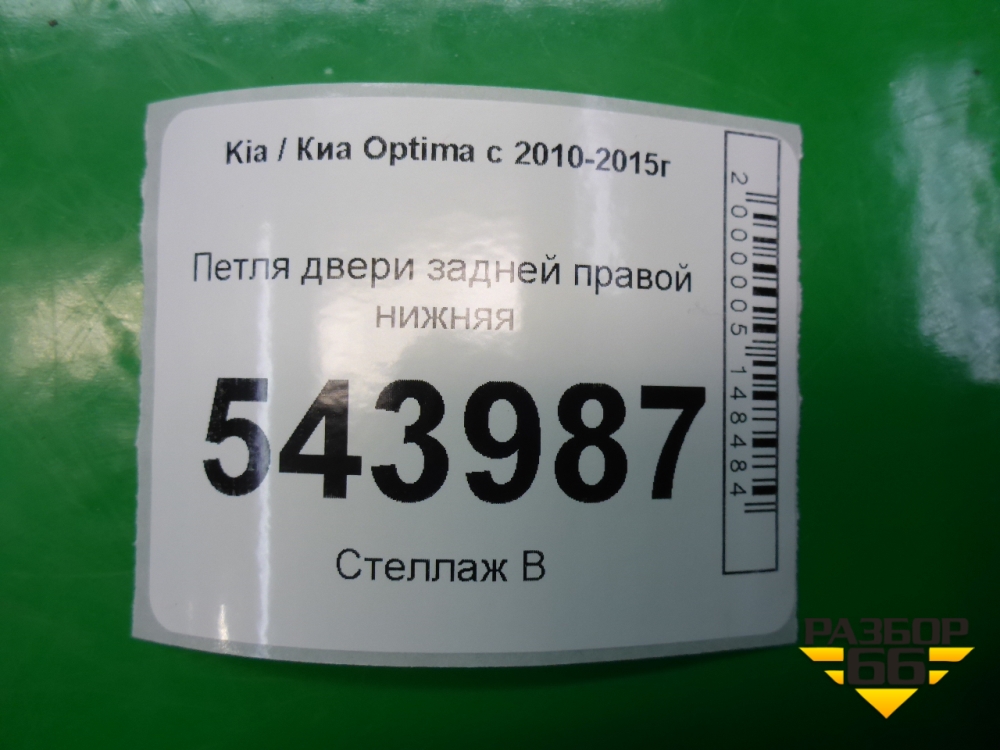 Kia / Киа Optima с 2010-2015г
Петля двери задней правой
нижняя
543987
Стеллаж В
2000005148484
РАЗБОР
66